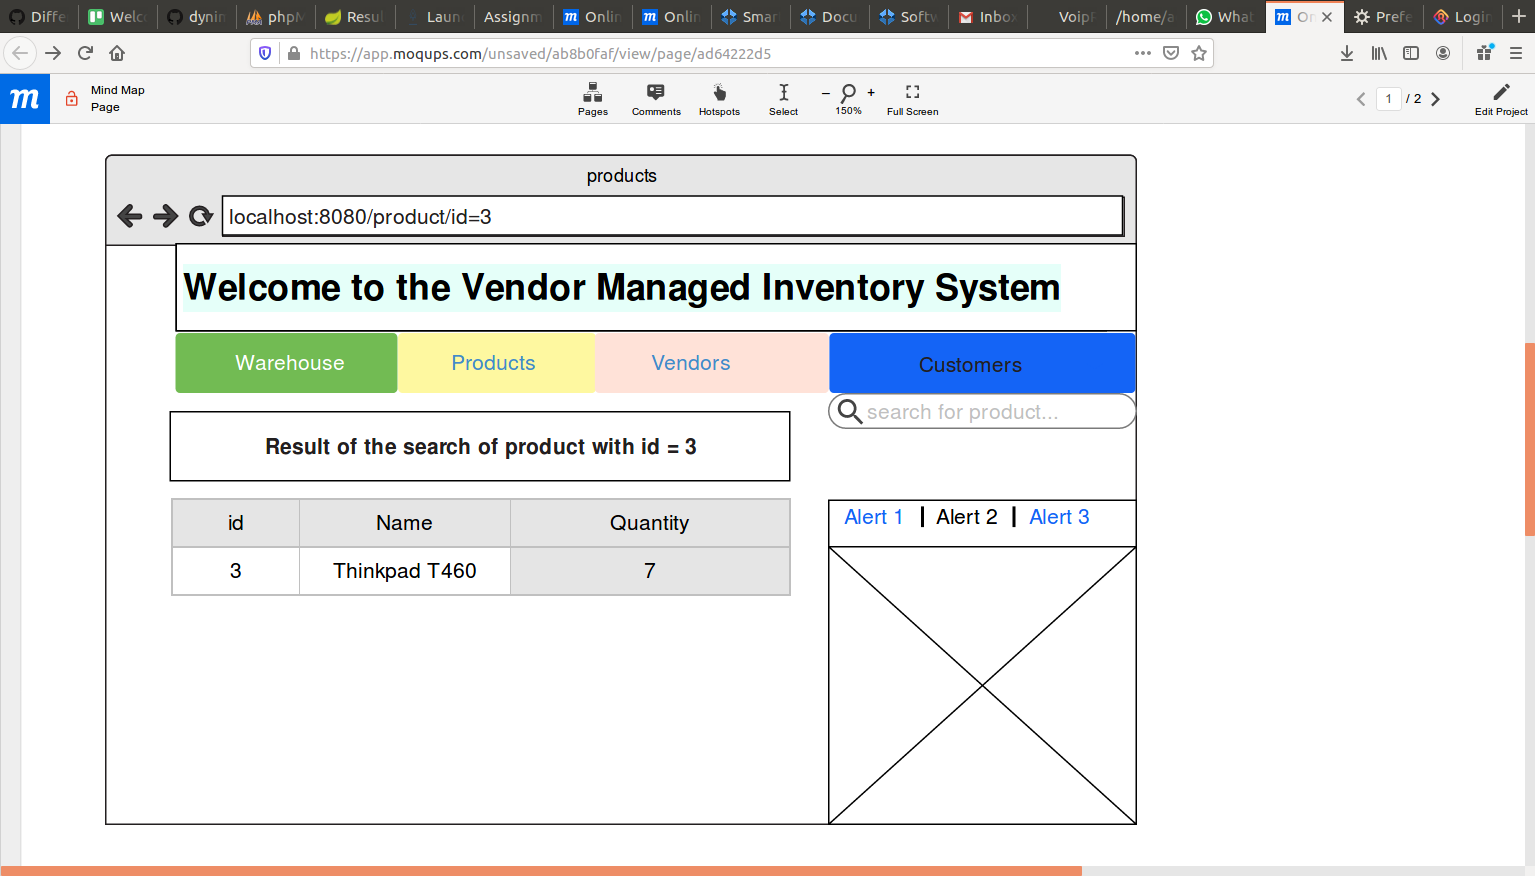 Diffe
Welc
dynin
phpM
Resul
Laun
Assignm
Onlin
Onlin
Smar
Docu
Softw
Inbox
VoipF
/home/a
What
On
Prefe
Login
https://app.moqups.com/unsaved/ab8b0faf/view/page/ad64222d5
m
Mind Map
Page
Pages
Comments
Hotspots
Select
– +
150%
Full Screen
1 / 2
Edit Project
products
localhost:8080/product/id=3
Welcome to the Vendor Managed Inventory System
Warehouse Products Vendors Customers
search for product...
Result of the search of product with id = 3
id Name Quantity
3 Thinkpad T460 7
Alert 1 | Alert 2 | Alert 3